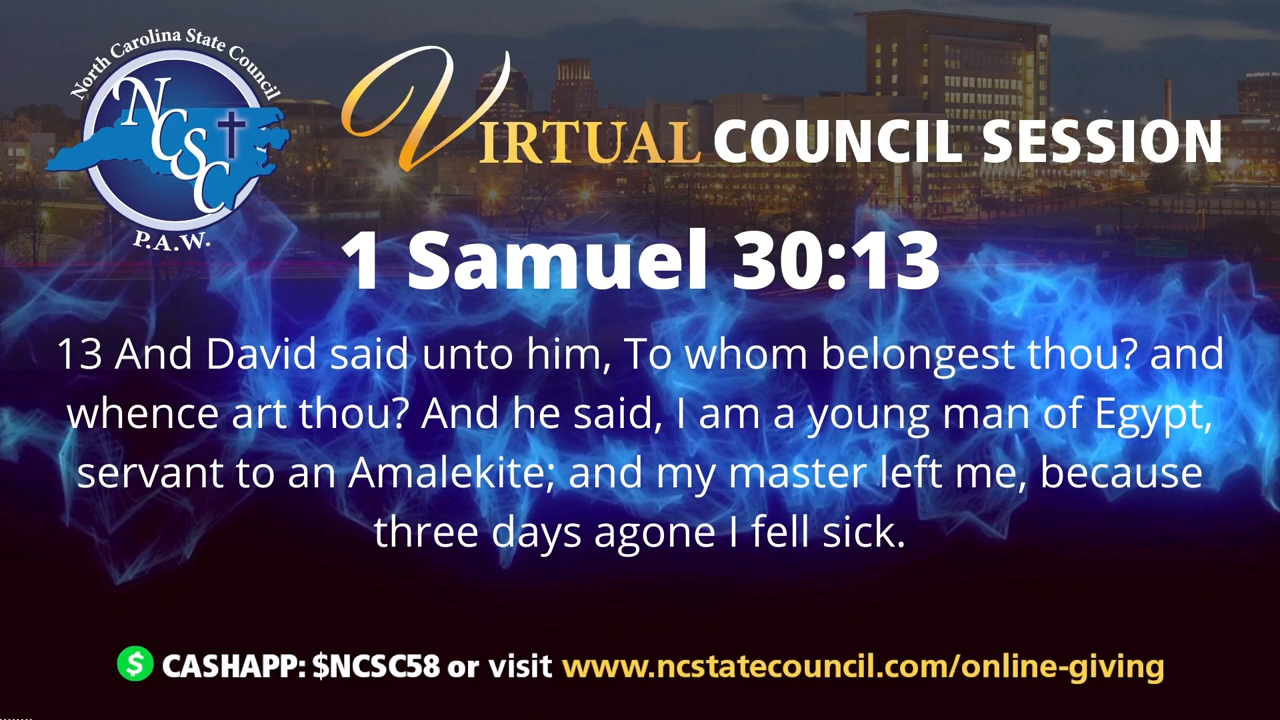 North Carolina State Council
NCSC
P.A.W.
VIRTUAL COUNCIL SESSION
1 Samuel 30:13
13 And David said unto him, To whom belongest thou? and
whence art thou? And he said, I am a young man of Egypt,
servant to an Amalekite; and my master left me, because
three days agone I fell sick.
$ CASHAPP: $NCSC58 or visit www.ncstatecouncil.com/online-giving